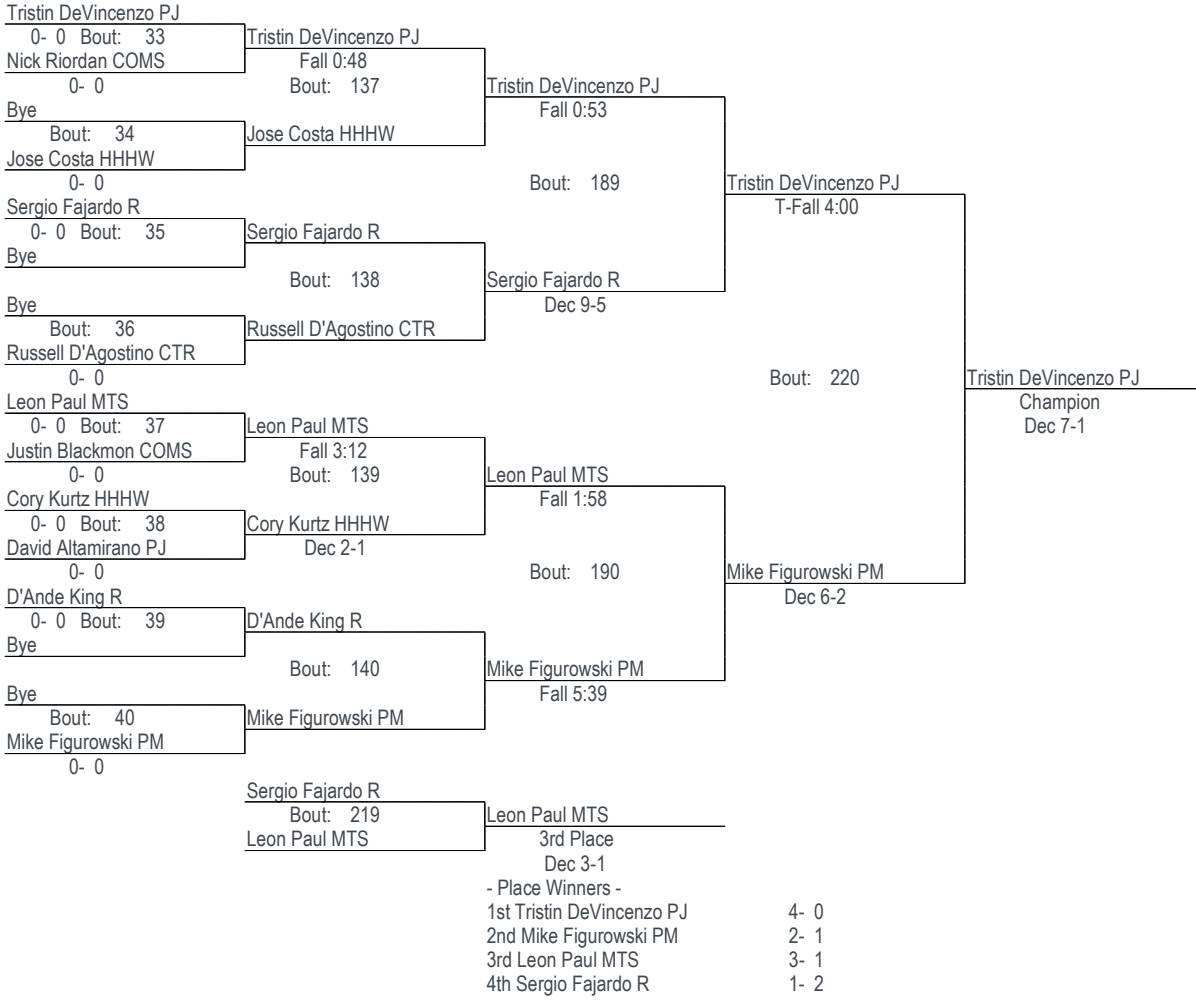 Tristin DeVincenzo PJ
0- 0 Bout: 33
Tristin DeVincenzo PJ
Nick Riordan COMS
Fall 0:48
0- 0
Bout: 137
Tristin DeVincenzo PJ
Bye
Fall 0:53
Bout: 34
Jose Costa HHHW
Jose Costa HHHW
0- 0
Bout: 189
Tristin DeVincenzo PJ
Sergio Fajardo R
T-Fall 4:00
0- 0 Bout: 35
Sergio Fajardo R
Bye
Bout: 138
Sergio Fajardo R
Bye
Dec 9-5
Bout: 36
Russell D'Agostino CTR
Russell D'Agostino CTR
0- 0
Bout: 220
Tristin DeVincenzo PJ
Leon Paul MTS
Champion
0- 0 Bout: 37
Leon Paul MTS
Dec 7-1
Justin Blackmon COMS
Fall 3:12
0- 0
Bout: 139
Leon Paul MTS
Cory Kurtz HHHW
Fall 1:58
0- 0 Bout: 38
Cory Kurtz HHHW
David Altamirano PJ
Dec 2-1
0- 0
Bout: 190
Mike Figurowski PM
D'Ande King R
Dec 6-2
0- 0 Bout: 39
D'Ande King R
Bye
Bout: 140
Mike Figurowski PM
Bye
Fall 5:39
Bout: 40
Mike Figurowski PM
Mike Figurowski PM
0- 0
Sergio Fajardo R
Bout: 219
Leon Paul MTS
Leon Paul MTS
3rd Place
Dec 3-1
- Place Winners -
1st Tristin DeVincenzo PJ 4- 0
2nd Mike Figurowski PM 2- 1
3rd Leon Paul MTS 3- 1
4th Sergio Fajardo R 1- 2